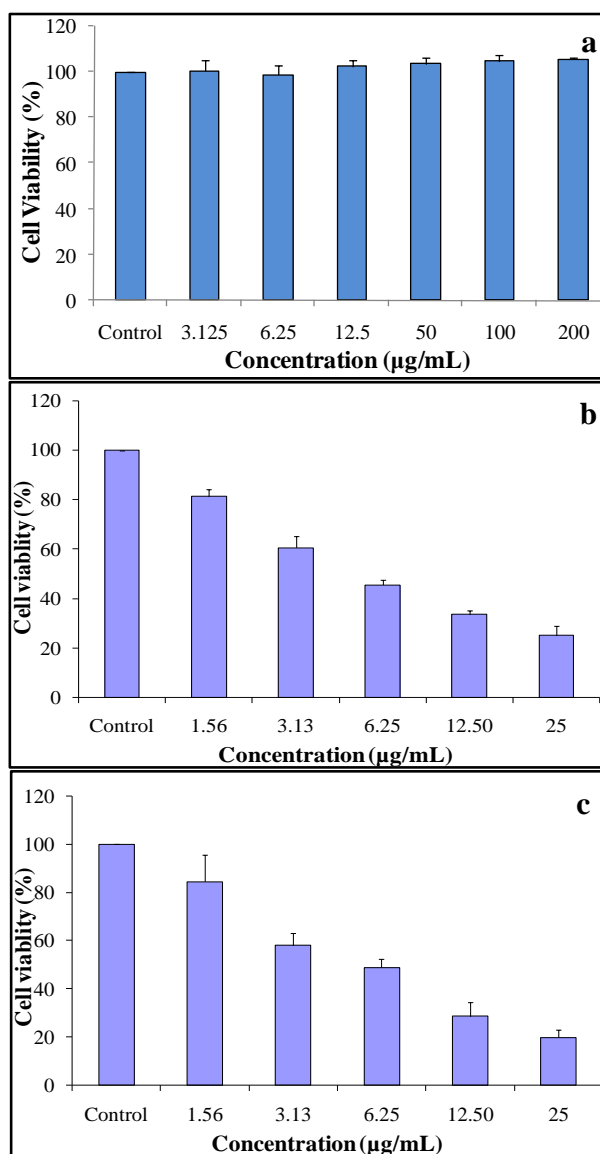 a
120
100
80
60
40
20
0
Cell Viability (%)
Control 3.125 6.25 12.5 50 100 200
Concentration (µg/mL)
b
120
100
80
60
40
20
0
Cell viablity (%)
Control 1.56 3.13 6.25 12.50 25
Concentration (µg/mL)
c
120
100
80
60
40
20
0
Cell viablity (%)
Control 1.56 3.13 6.25 12.50 25
Concentration (µg/mL)